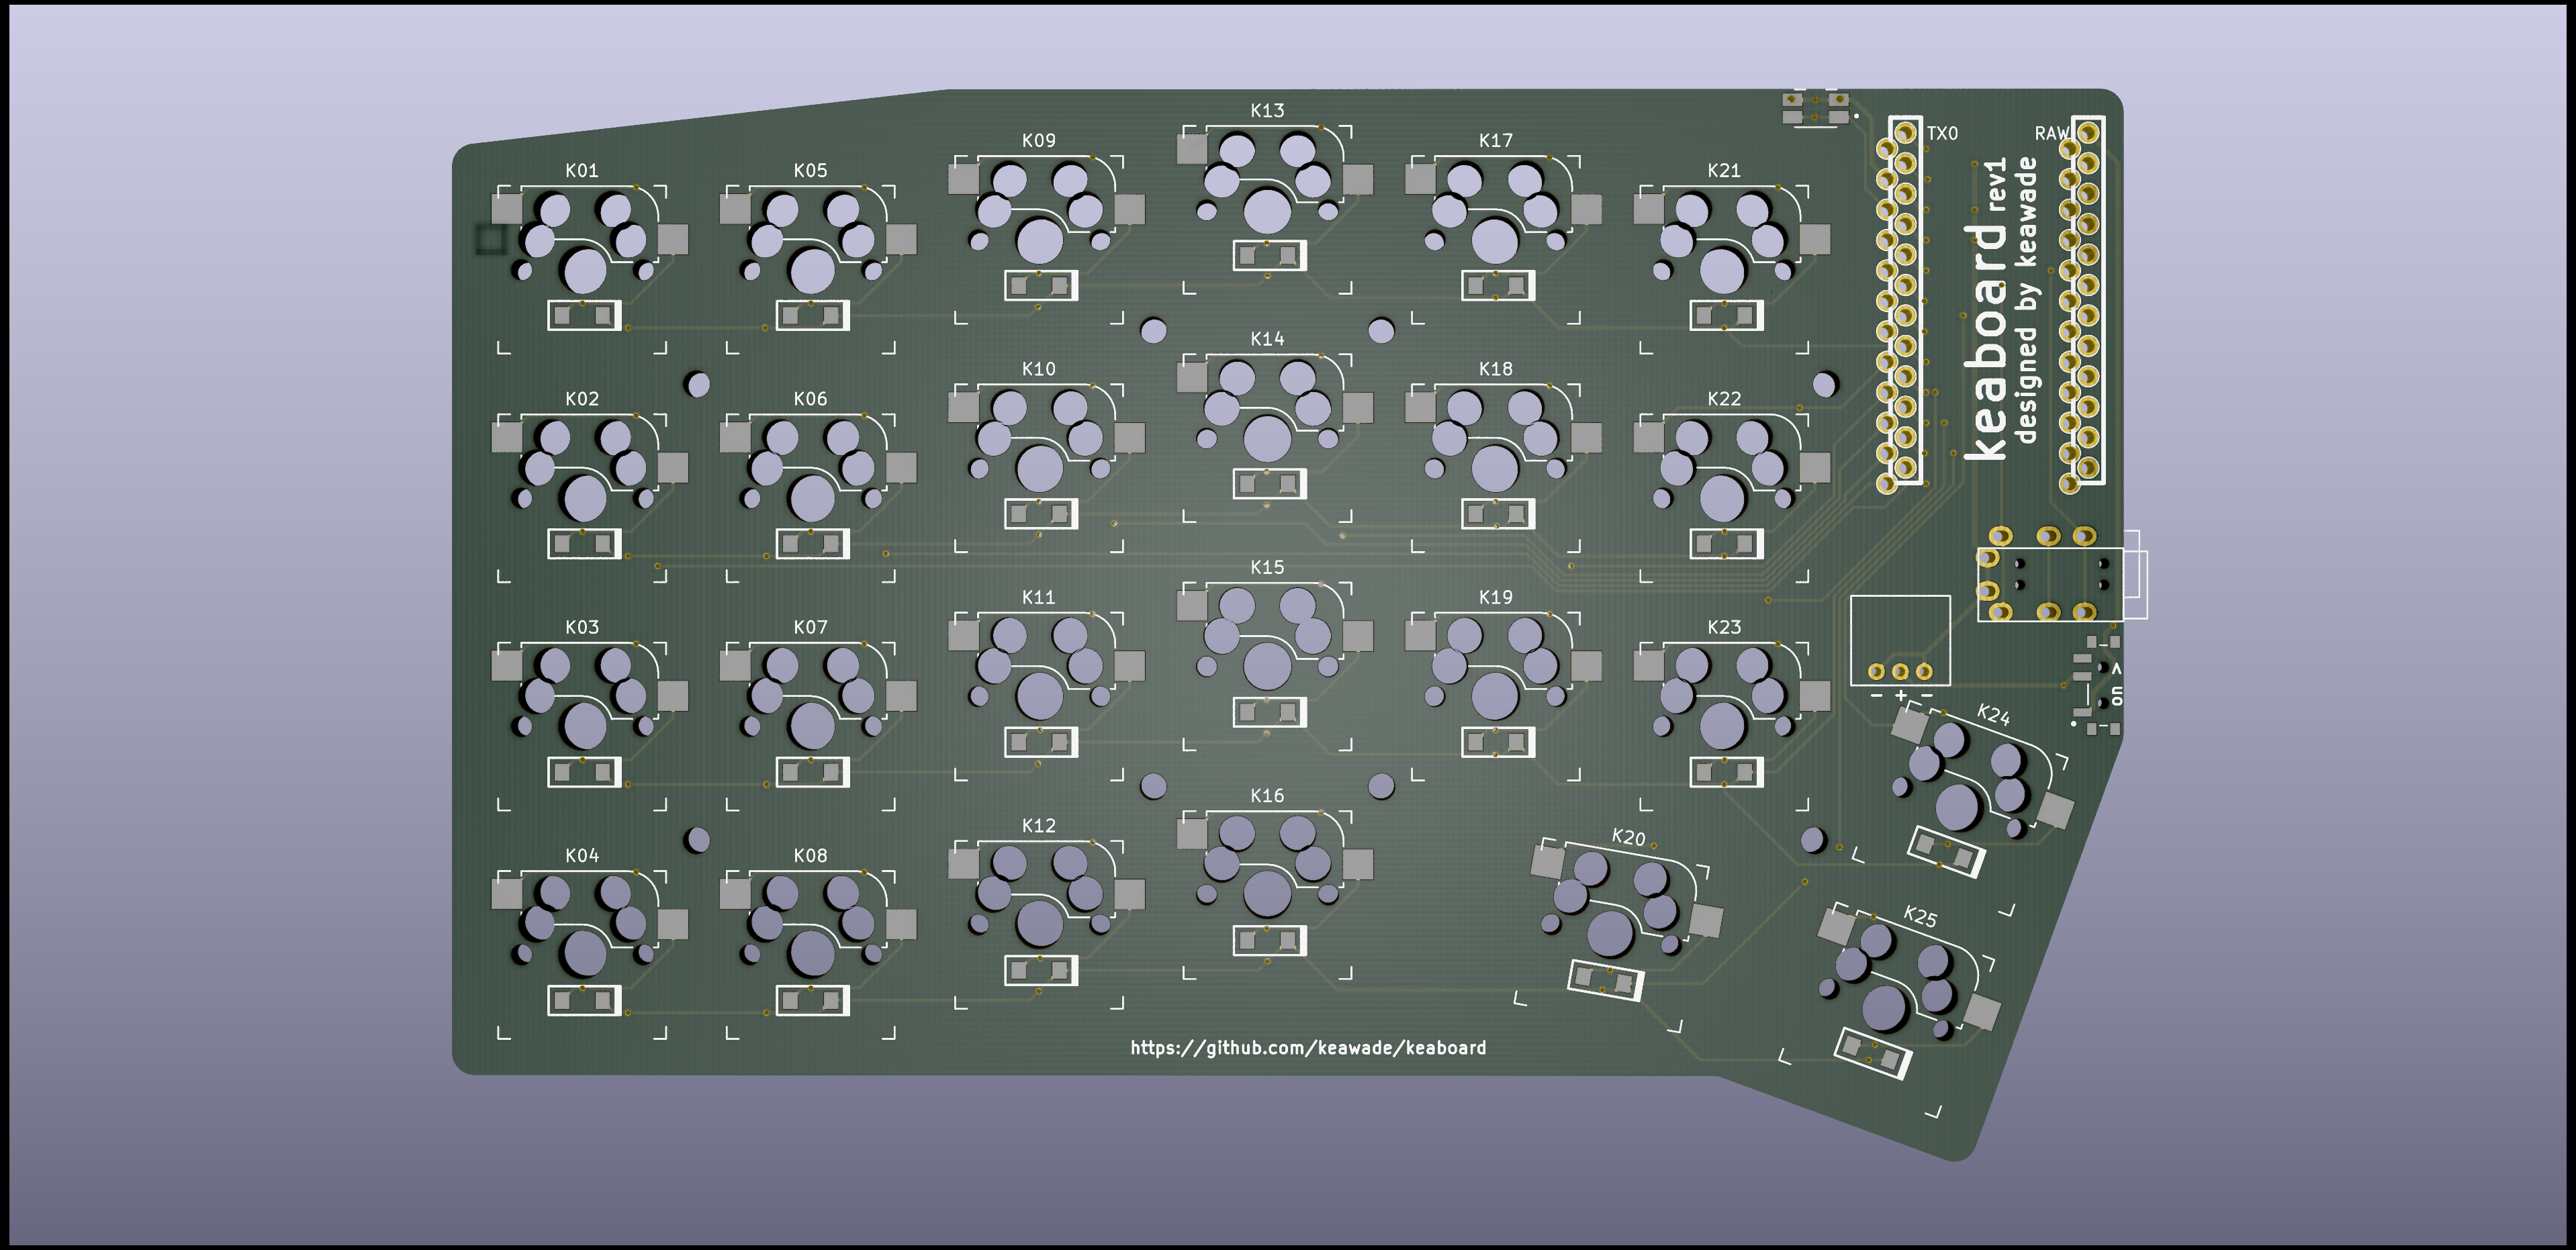 K13
K09
K17
K01
K05
K21
TX0
RAW
keaboard rev1
designed by keawade
K14
K10
K18
K02
K06
K22
K15
K11
K19
K03
K07
K23
- + -
< on
K24
K16
K12
K20
K04
K08
K25
https://github.com/keawade/keaboard